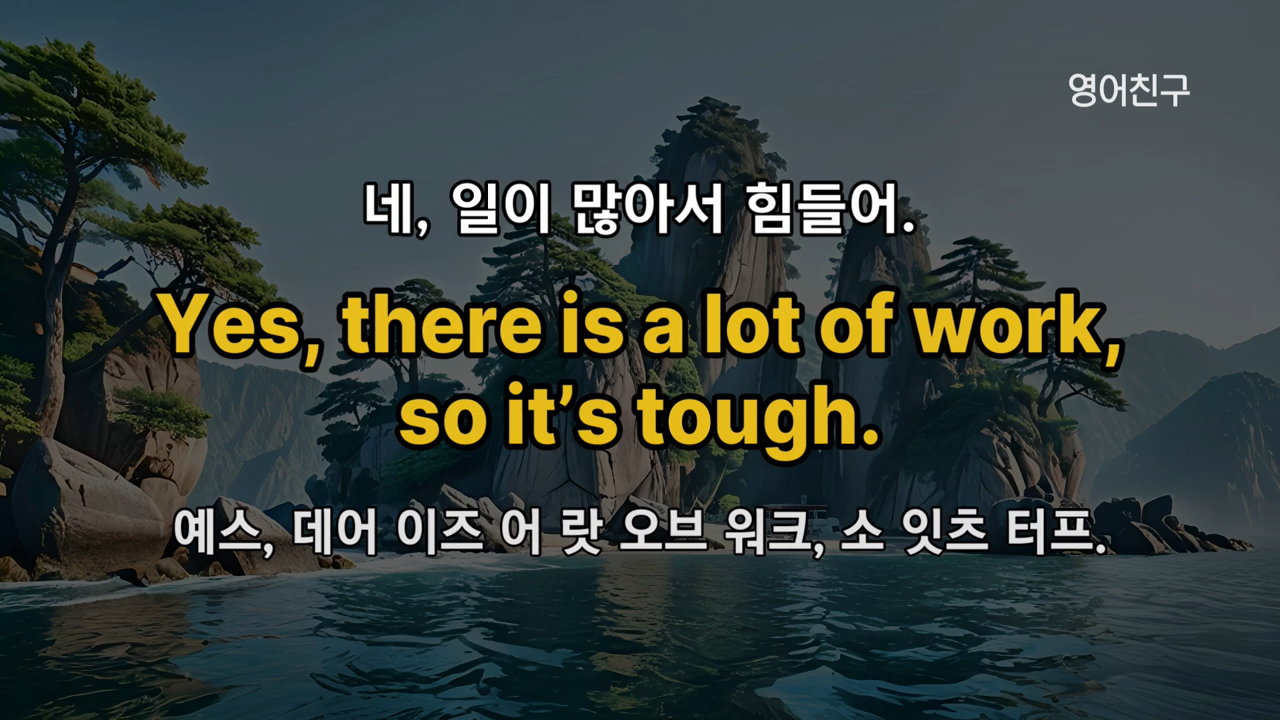 영어친구
네, 일이 많아서 힘들어.
Yes, there is a lot of work,
so it’s tough.
예스, 데어 이즈 어 랏 오브 워크, 소 잇츠 터프.